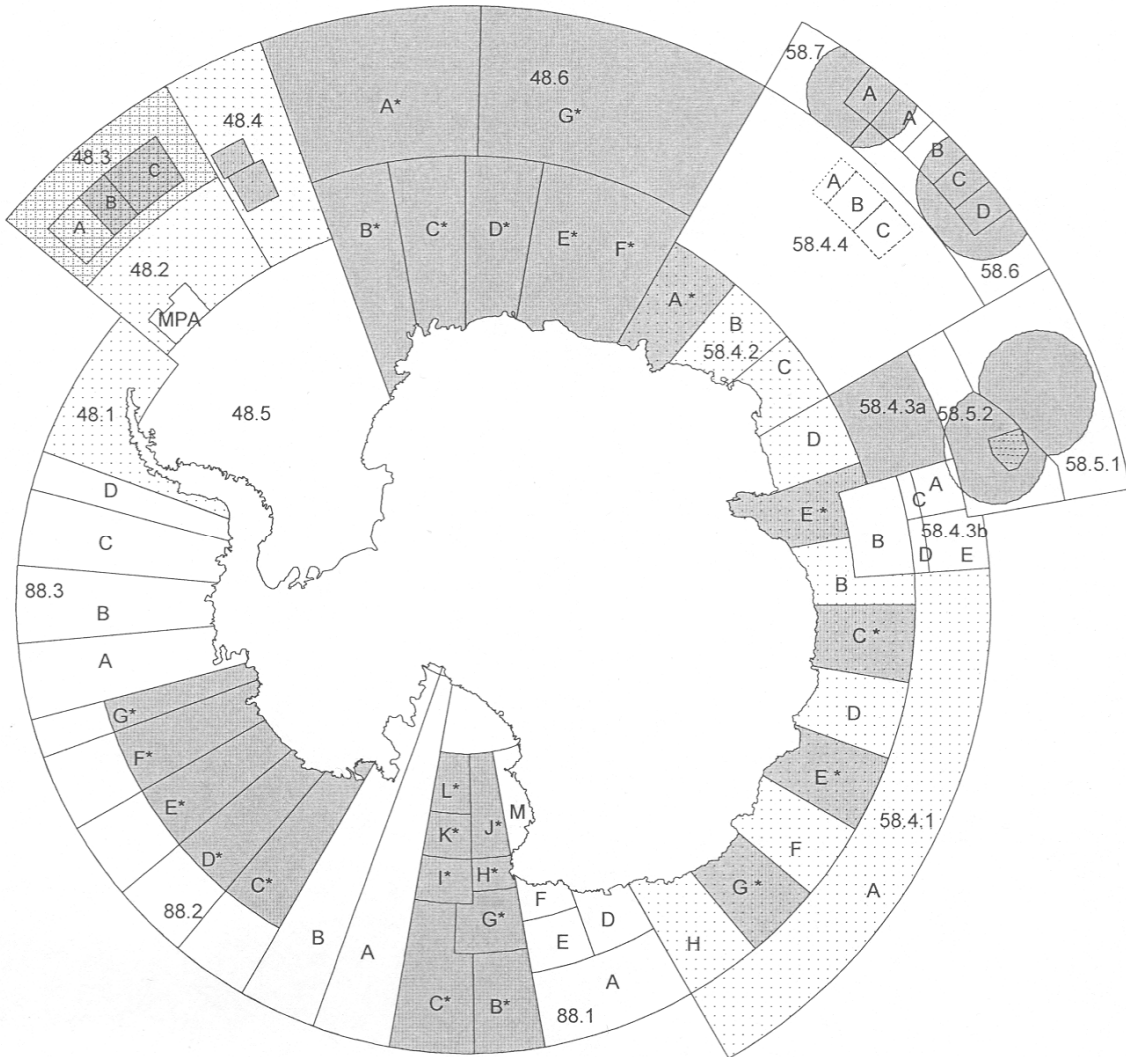 58.7
48.6
A*
G*
A
A
48.4
B
48.3
C
C
B
D
A
A
B
B*
C*
D*
E*
F*
C
58.4.4
48.2
58.6
A *
MPA
B
58.4.2
C
48.1
48.5
58.4.3a
58.5.2
D
58.5.1
D
C
A
E *
58.4.3b
C
B
D
E
B
88.3
B
C *
A
D
G*
F*
L*
E *
M
E*
K*
J*
58.4.1
F
D*
I*
H*
C*
G *
A
F
88.2
G*
D
B
A
E
H
A
C*
B*
88.1